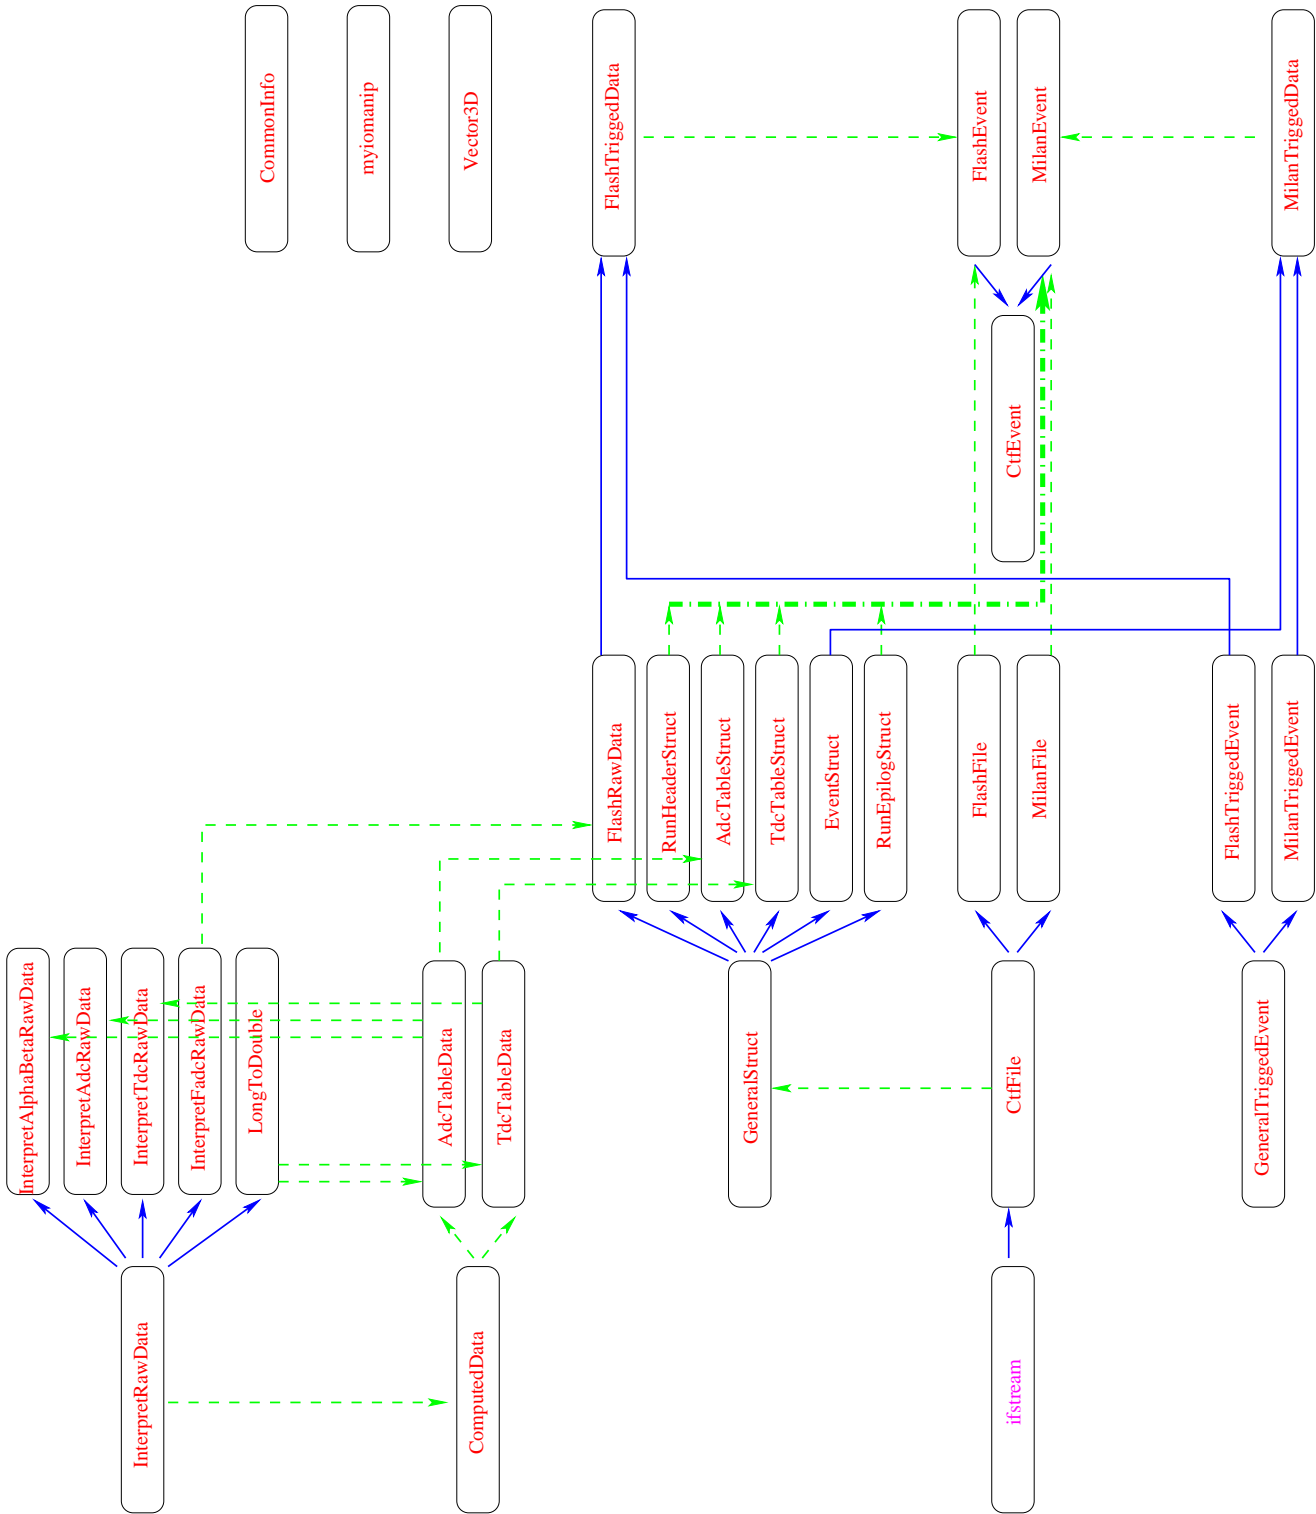 CommonInfo
myiomanip
Vector3D
FlashTriggedData
FlashEvent
MilanEvent
MilanTriggedData
CtfEvent
FlashRawData
RunHeaderStruct
AdcTableStruct
TdcTableStruct
EventStruct
RunEpilogStruct
FlashFile
MilanFile
FlashTriggedEvent
MilanTriggedEvent
InterpretAlphaBetaRawData
InterpretAdcRawData
InterpretTdcRawData
InterpretFadcRawData
LongToDouble
AdcTableData
TdcTableData
GeneralStruct
CtfFile
GeneralTriggedEvent
InterpretRawData
ComputedData
ifstream